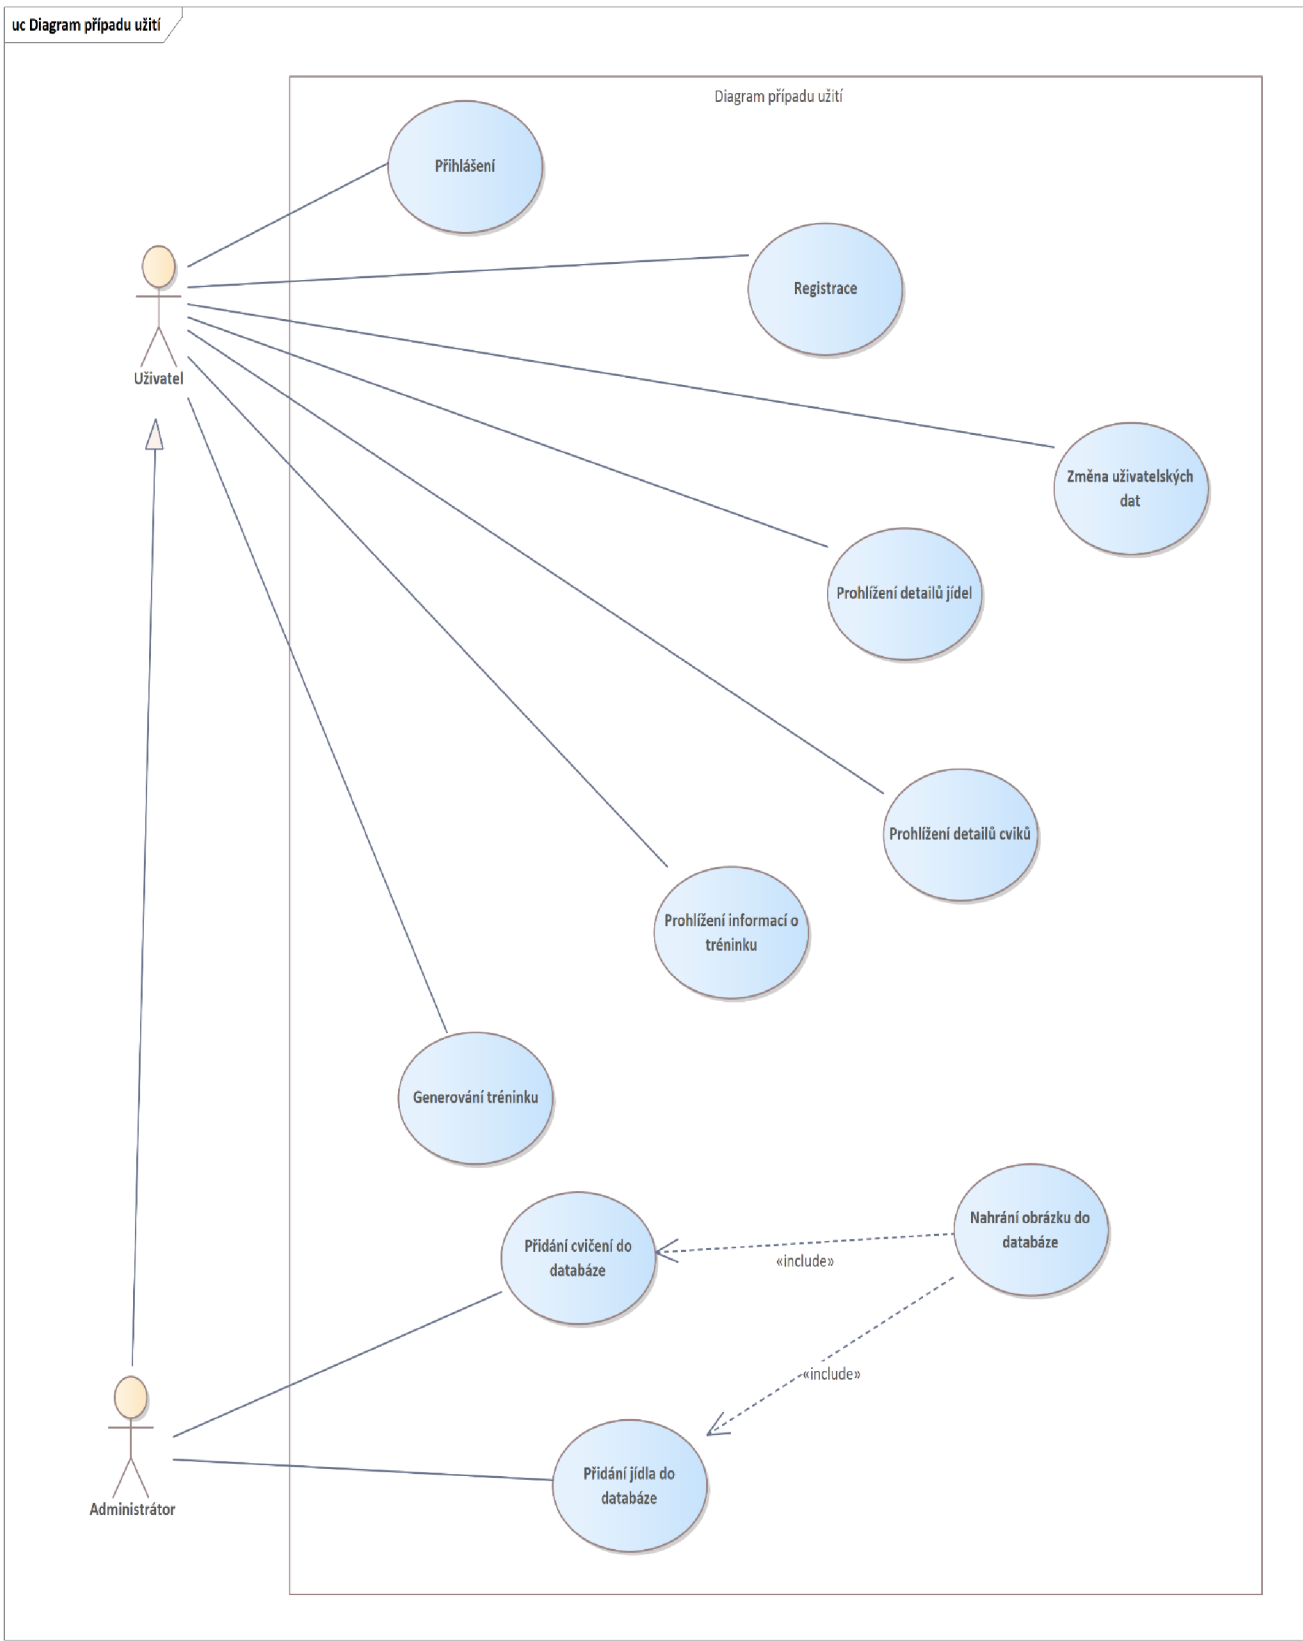 uc Diagram případu užití
Diagram případu užití
Přihlášení
Registrace
Uživatel
Změna uživatelských
dat
Prohlížení detailů jídel
Prohlížení detailů cviků
Prohlížení informací o
tréninku
Generování tréninku
Přidání cvičení do
databáze
Nahrání obrázku do
databáze
«include»
«include»
Přidání jídla do
databáze
Administrátor